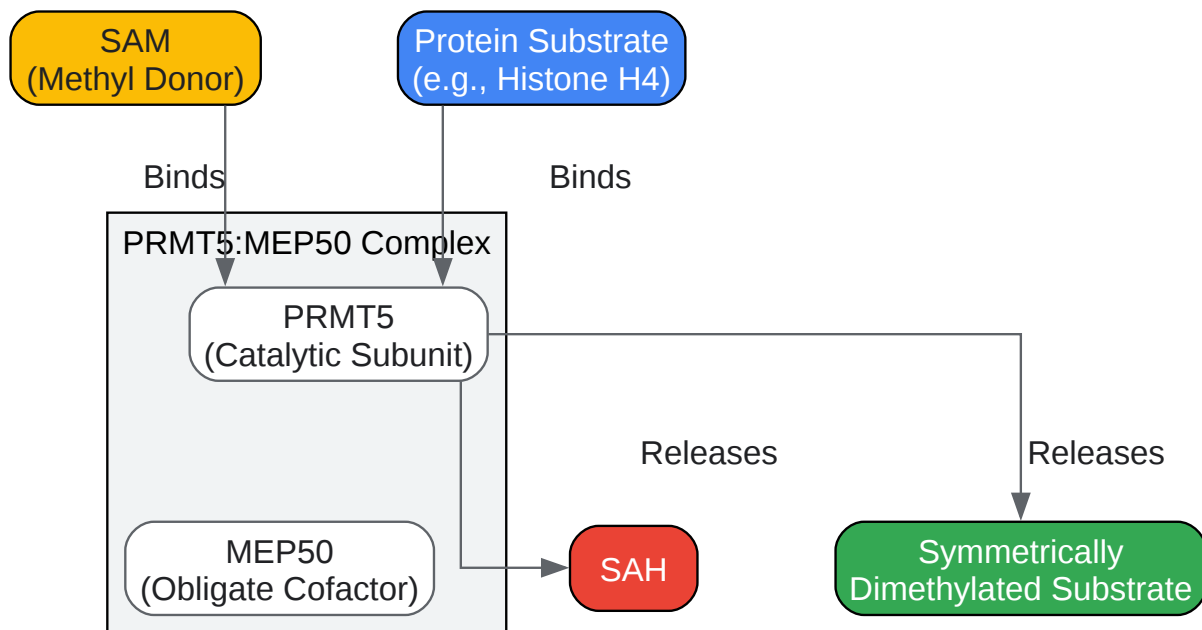 SAM
(Methyl Donor)
Protein Substrate
(e.g., Histone H4)
Binds
Binds
PRMT5:MEP50 Complex
PRMT5
(Catalytic Subunit)
Releases
Releases
MEP50
(Obligate Cofactor)
SAH
Symmetrically
Dimethylated Substrate